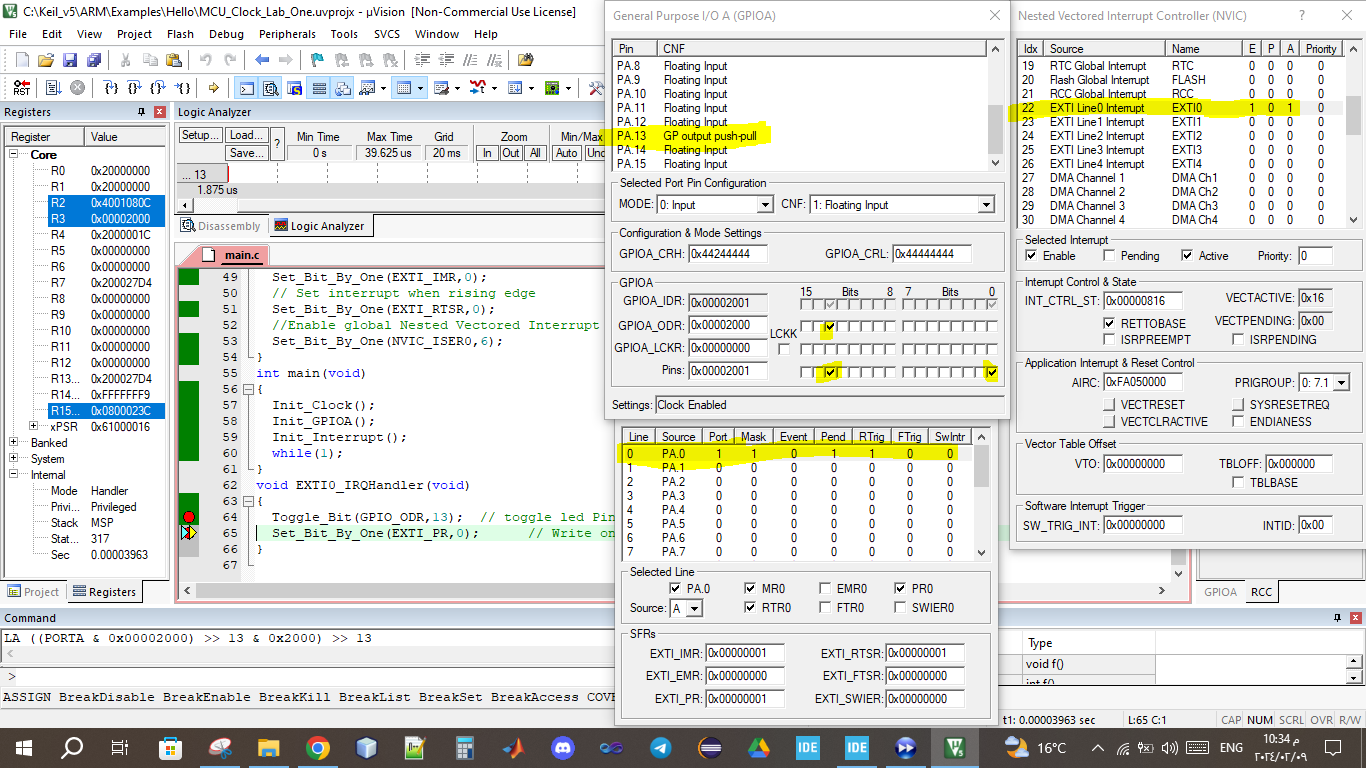 C:\Keil_v5\ARM\Examples\Hello\MCU_Clock_Lab_One.uvprojx - µVision [Non-Commercial Use License]
File Edit View Project Flash Debug Peripherals Tools SVCS Window Help
RST
Registers
Register Value
Core
R0 0x20000000
R1 0x20000000
R2 0x4001080C
R3 0x00002000
R4 0x2000001C
R5 0x00000000
R6 0x00000000
R7 0x200027D4
R8 0x00000000
R9 0x00000000
R10 0x00000000
R11 0x00000000
R12 0x00000000
R13... 0x200027D4
R14... 0xFFFFFFF9
R15... 0x0800023C
xPSR 0x61000016
Banked
System
Internal
Mode Handler
Privi... Privileged
Stack MSP
Stat... 317
Sec 0.00003963
Project Registers
Logic Analyzer
Setup... Load... Save... ?
Min Time Max Time Grid Zoom Min/Max
0 s 39.625 us 20 ms In Out All Auto
... 13
1.875 us
Disassembly Logic Analyzer
main.c
49 Set_Bit_By_One(EXTI_IMR,0);
50 // Set interrupt when rising edge
51 Set_Bit_By_One(EXTI_RTSR,0);
52 //Enable global Nested Vectored Interrupt
53 Set_Bit_By_One(NVIC_ISER0,6);
54 }
55 int main(void)
56 {
57 Init_Clock();
58 Init_GPIOA();
59 Init_Interrupt();
60 while(1);
61 }
62 void EXTI0_IRQHandler(void)
63 {
64 Toggle_Bit(GPIO_ODR,13); // toggle led Pin
65 Set_Bit_By_One(EXTI_PR,0); // Write on
66 }
67
General Purpose I/O A (GPIOA)
Pin CNF
PA.8 Floating Input
PA.9 Floating Input
PA.10 Floating Input
PA.11 Floating Input
PA.12 Floating Input
PA.13 GP output push-pull
PA.14 Floating Input
PA.15 Floating Input
Selected Port Pin Configuration
MODE: 0: Input CNF: 1: Floating Input
Configuration & Mode Settings
GPIOA_CRH: 0x44244444 GPIOA_CRL: 0x44444444
GPIOA
15 Bits 8 7 Bits 0
GPIOA_IDR: 0x00002001
GPIOA_ODR: 0x00002000
LCKK
GPIOA_LCKR: 0x00000000
Pins: 0x00002001
Settings: Clock Enabled
Line Source Port Mask Event Pend RTrig FTrig SwIntr
0 PA.0 1 1 0 1 1 0 0
1 PA.1 0 0 0 0 0 0 0
2 PA.2 0 0 0 0 0 0 0
3 PA.3 0 0 0 0 0 0 0
4 PA.4 0 0 0 0 0 0 0
5 PA.5 0 0 0 0 0 0 0
6 PA.6 0 0 0 0 0 0 0
7 PA.7 0 0 0 0 0 0 0
Selected Line
PA.0 MR0 EMR0 PR0
Source: A RTR0 FTR0 SWIER0
SFRs
EXTI_IMR: 0x00000001 EXTI_RTSR: 0x00000001
EXTI_EMR: 0x00000000 EXTI_FTSR: 0x00000000
EXTI_PR: 0x00000001 EXTI_SWIER: 0x00000000
Nested Vectored Interrupt Controller (NVIC) ?
Idx Source Name E P A Priority
19 RTC Global Interrupt RTC 0 0 0 0
20 Flash Global Interrupt FLASH 0 0 0 0
21 RCC Global Interrupt RCC 0 0 0 0
22 EXTI Line0 Interrupt EXTI0 1 0 1 0
23 EXTI Line1 Interrupt EXTI1 0 0 0 0
24 EXTI Line2 Interrupt EXTI2 0 0 0 0
25 EXTI Line3 Interrupt EXTI3 0 0 0 0
26 EXTI Line4 Interrupt EXTI4 0 0 0 0
27 DMA Channel 1 DMA Ch1 0 0 0 0
28 DMA Channel 2 DMA Ch2 0 0 0 0
29 DMA Channel 3 DMA Ch3 0 0 0 0
30 DMA Channel 4 DMA Ch4 0 0 0 0
Selected Interrupt
Enable Pending Active Priority: 0
Interrupt Control & State
INT_CTRL_ST: 0x00000816 VECTACTIVE: 0x16
RETTOBASE VECTPENDING: 0x00
ISRPREEMPT ISRPENDING
Application Interrupt & Reset Control
AIRC: 0xFA050000 PRIGROUP: 0: 7.1
VECTRESET SYSRESETREQ
VECTCLRACTIVE ENDIANESS
Vector Table Offset
VTO: 0x00000000 TBLOFF: 0x000000
TBLBASE
Software Interrupt Trigger
SW_TRIG_INT: 0x00000000 INTID: 0x00
GPIOA RCC
Command
LA ((PORTA & 0x00002000) >> 13 & 0x2000) >> 13
>
ASSIGN BreakDisable BreakEnable BreakKill BreakList BreakSet BreakAccess COVE
Type
void f()
int f()
t1: 0.00003963 sec L:65 C:1 CAP NUM SCRL OVR R/W
IDE IDE
16°C ENG
10:34 م
٢٠٢٤/٠٢/٠٩